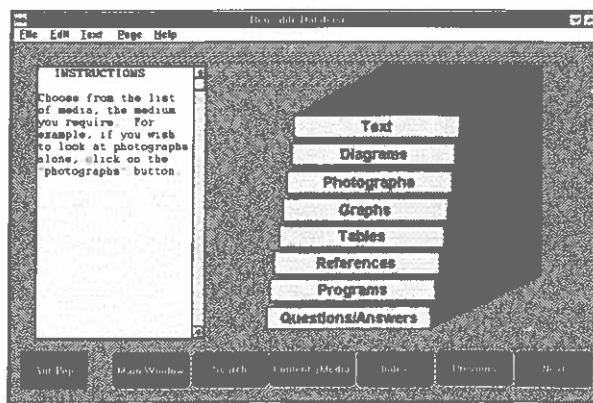 File Edit Text Page Help
INSTRUCTIONS
Choose from the list
of media, the medium
you require. For
example, if you wish
to look at photographs
alone, click on the
"photographs" button
Text
Diagrams
Photographs
Graphs
Tables
References
Programs
Questions/Answers
Main Window
Search
Index
Previous
Next